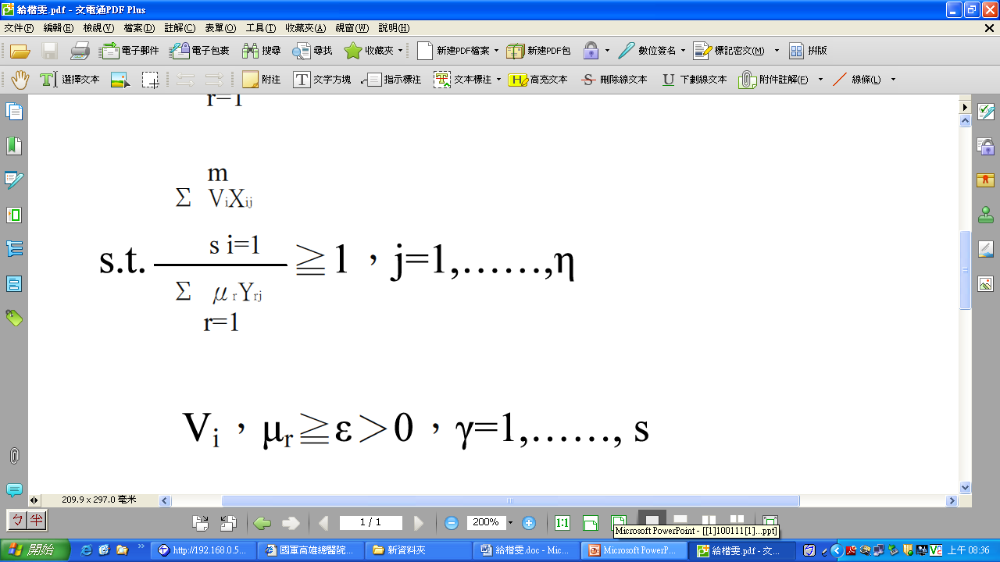 給楷雯.pdf - 文電通PDF Plus
文件(F) 編輯(E) 檢視(V) 檔案(D) 註解(C) 表單(O) 工具(T) 收藏夾(A) 視窗(W) 說明(H)
電子郵件 電子包裹 搜尋 尋找 收藏夾 新建PDF檔案 新建PDF包 數位簽名 標記密文(M) 拼版
選擇文本 附注 文字方塊 指示標注 文本標注 高亮文本 刪除線文本 下劃線文本 附件註解(F) 線條(L)
r=1
m
Σ ViXij
s i=1
s.t. ≧1，j=1,……,η
Σ μrYrj
r=1
Vi，μr≧ε＞0，γ=1,……, s
209.9 x 297.0 毫米
ㄅ 半
1 / 1
200%
1:1
Microsoft PowerPoint - [[1]100111[1]...ppt]
開始
http://192.168.0.5...
國軍高雄總醫院...
新資料夾
給楷雯.doc - Mic...
Microsoft PowerP...
給楷雯.pdf - 文...
上午 08:36